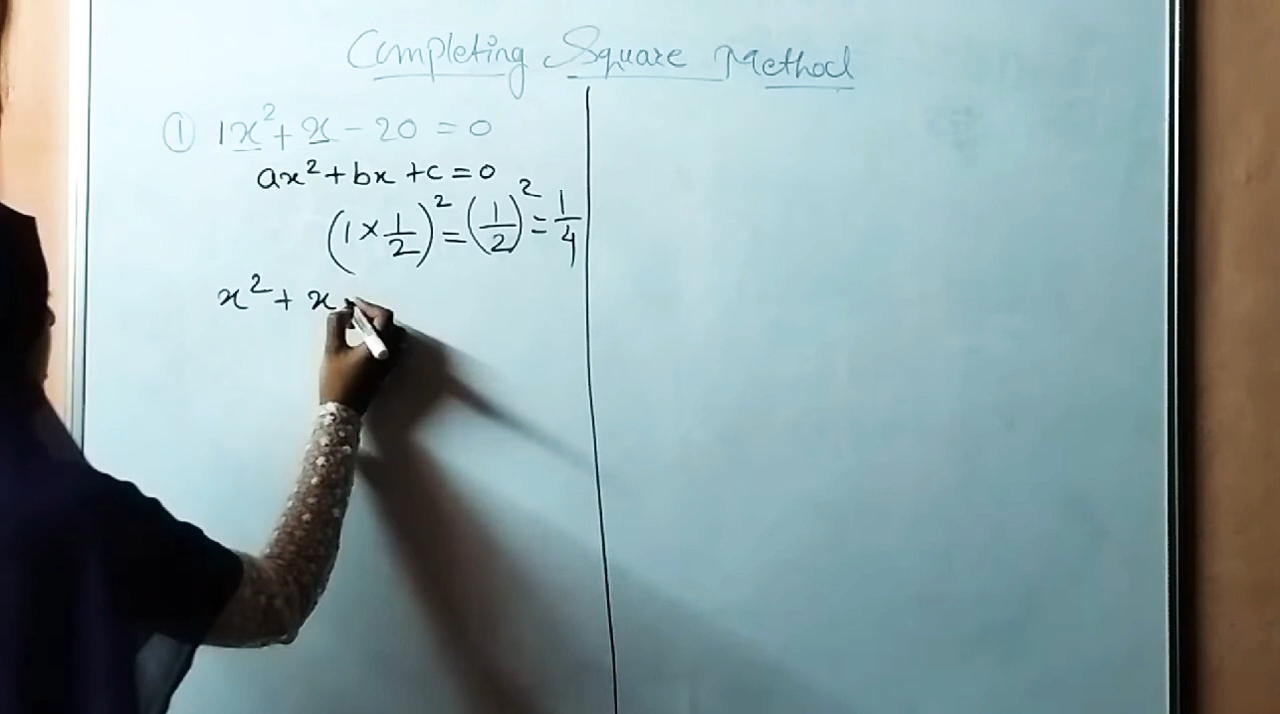 Completing Square Method
① 1x² + x - 20 = 0
ax² + bx + c = 0
(1 × 1/2)² = (1/2)² = 1/4
x² + x